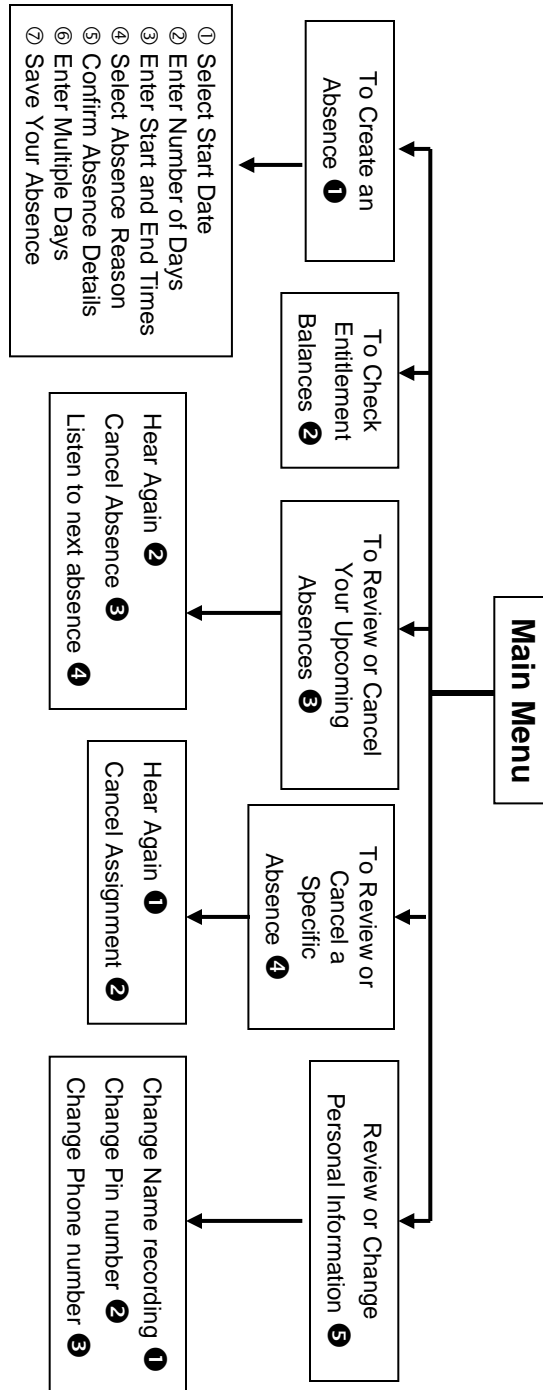 Main Menu
To Create an
Absence ❶
To Check
Entitlement
Balances ❷
To Review or Cancel
Your Upcoming
Absences ❸
To Review or
Cancel a
Specific
Absence ❹
Review or Change
Personal Information ❺
① Select Start Date
② Enter Number of Days
③ Enter Start and End Times
④ Select Absence Reason
⑤ Confirm Absence Details
⑥ Enter Multiple Days
⑦ Save Your Absence
Hear Again ❷
Cancel Absence ❸
Listen to next absence ❹
Hear Again ❶
Cancel Assignment ❷
Change Name recording ❶
Change Pin number ❷
Change Phone number ❸